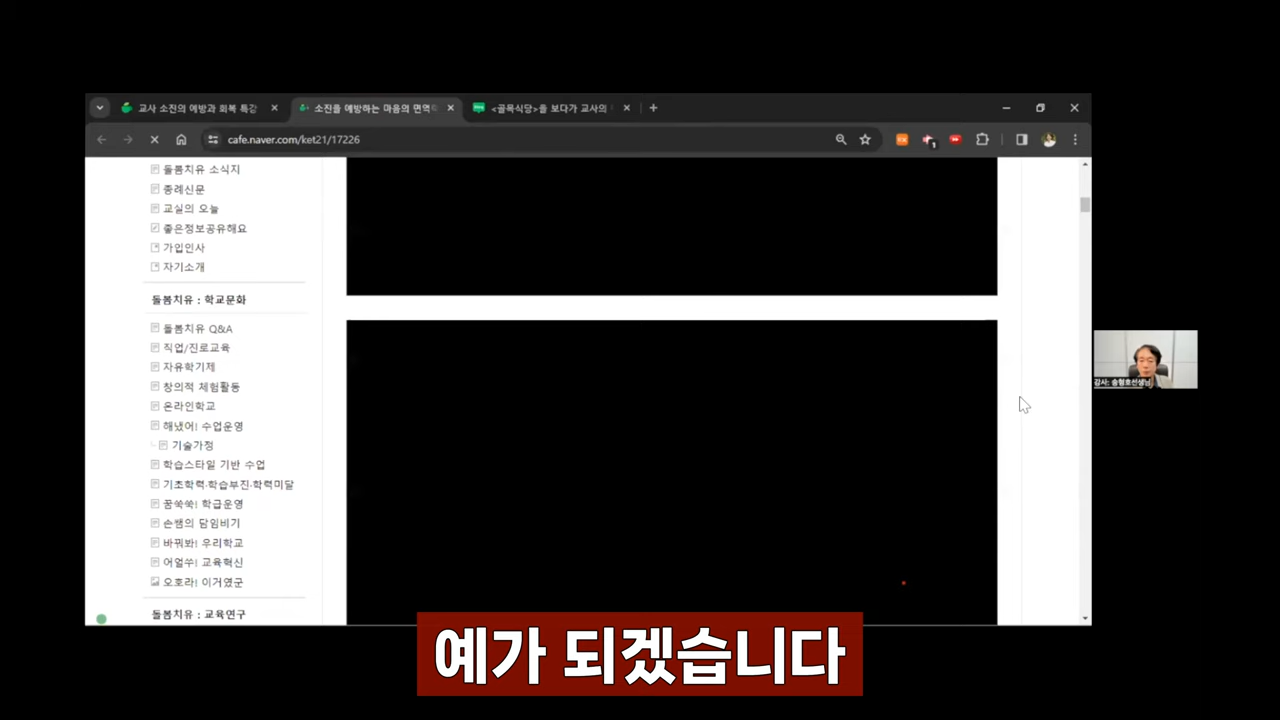 교사 소진의 예방과 회복 특강
소진을 예방하는 마음의 면역
<골목식당>을 보다가 교사의
cafe.naver.com/ket21/17226
돌봄치유 소식지
종례신문
교실의 오늘
좋은정보공유해요
가입인사
자기소개
돌봄치유 : 학교문화
돌봄치유 Q&A
직업/진로교육
자유학기제
창의적 체험활동
온라인학교
해냈어! 수업운영
기술가정
학습스타일 기반 수업
기초학력·학습부진·학력미달
꿈쑥쑥! 학급운영
손쌤의 담임비기
바꿔봐! 우리학교
어얼쑤! 교육혁신
오호라! 이거였군
돌봄치유 : 교육연구
강사: 송형호선생님
예가 되겠습니다